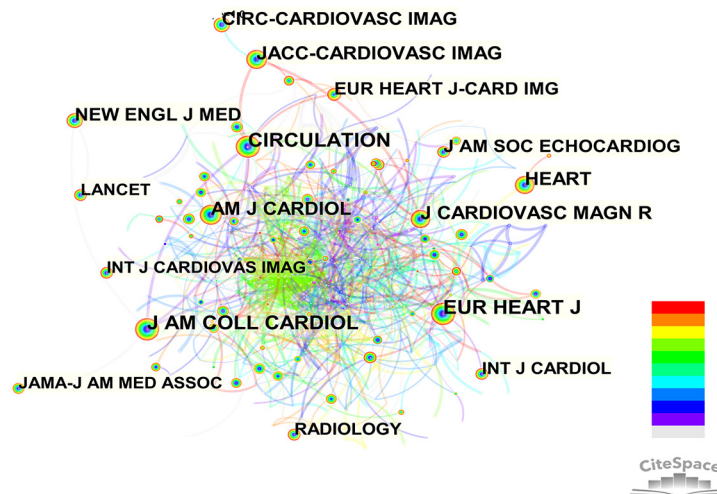 CIRC-CARDIOVASC IMAG
JACC-CARDIOVASC IMAG
EUR HEART J-CARD IMG
NEW ENGL J MED
CIRCULATION
J AM SOC ECHOCARDIOG
HEART
LANCET
AM J CARDIOL
J CARDIOVASC MAGN R
INT J CARDIOVAS IMAG
EUR HEART J
J AM COLL CARDIOL
INT J CARDIOL
JAMA-J AM MED ASSOC
RADIOLOGY
CiteSpace